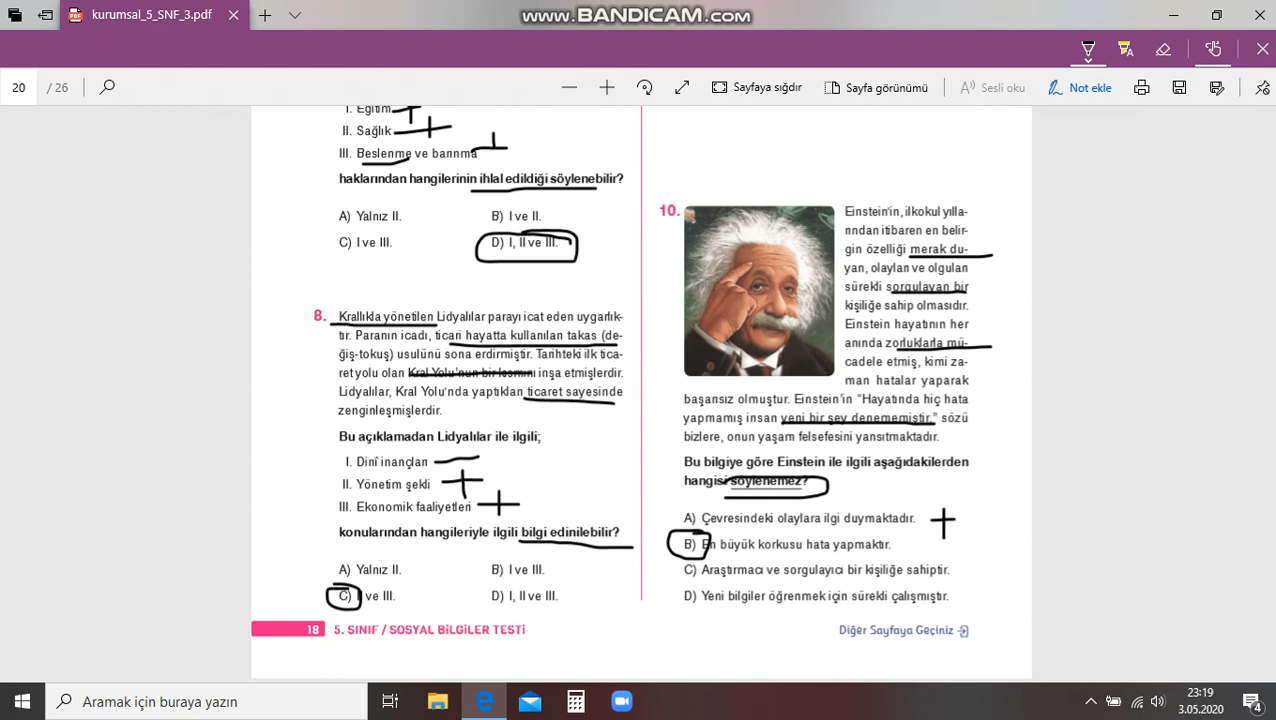 kursal_5_SNF_3.pdf
www.BANDICAM.com
20 / 26
Sayfaya sığdır
Sayfa görünümü
Sesli oku
Not ekle
I. Eğitim
II. Sağlık
III. Beslenme ve barınma
haklarından hangilerinin ihlal edildiği söylenebilir?
A) Yalnız II.
B) I ve II.
C) I ve III.
D) I, II ve III.
8. Krallıkla yönetilen Lidyalılar parayı icat eden uygarlık-
tır. Paranın icadı, ticari hayatta kullanılan takas (de-
ğiş-tokuş) usulünü sona erdirmiştir. Tarihteki ilk tica-
ret yolu olan Kral Yolu'nun bir kısmını inşa etmişlerdir.
Lidyalılar, Kral Yolu'nda yaptıkları ticaret sayesinde
zenginleşmişlerdir.
Bu açıklamadan Lidyalılar ile ilgili;
I. Dinî inançları
II. Yönetim şekli
III. Ekonomik faaliyetleri
konularından hangileriyle ilgili bilgi edinilebilir?
A) Yalnız II.
B) I ve III.
C) II ve III.
D) I, II ve III.
18 5. SINIF / SOSYAL BİLGİLER TESTİ
10. Einstein'in, ilkokul yılla-
rından itibaren en belir-
gin özelliği merak du-
yan, olayları ve olguları
sürekli sorgulayan bir
kişiliğe sahip olmasıdır.
Einstein hayatının her
anında zorluklarla mü-
cadele etmiş, kimi za-
man hatalar yaparak
başarısız olmuştur. Einstein'in “Hayatında hiç hata
yapmamış insan yeni bir şey denememiştir.” sözü
bizlere, onun yaşam felsefesini yansıtmaktadır.
Bu bilgiye göre Einstein ile ilgili aşağıdakilerden
hangisi söylenemez?
A) Çevresindeki olaylara ilgi duymaktadır.
B) En büyük korkusu hata yapmaktır.
C) Araştırmacı ve sorgulayıcı bir kişiliğe sahiptir.
D) Yeni bilgiler öğrenmek için sürekli çalışmıştır.
Diğer Sayfaya Geçiniz
Aramak için buraya yazın
23:19
3.05.2020
4